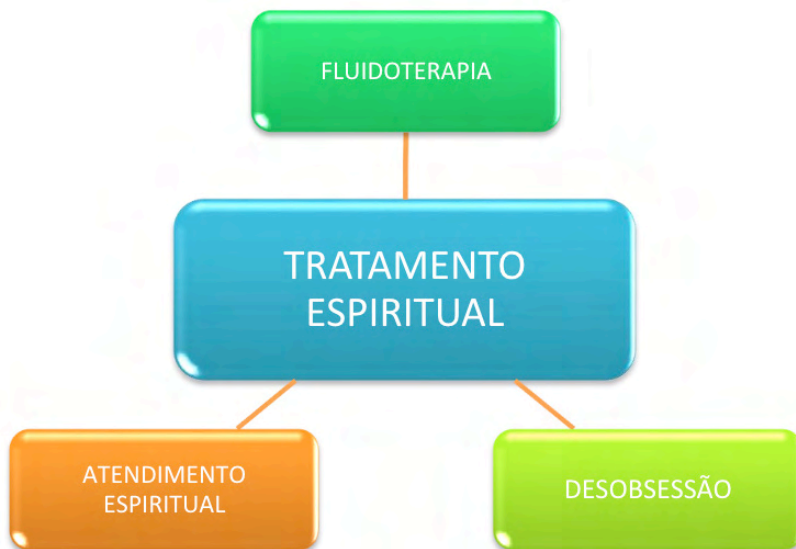 FLUIDOTERAPIA
TRATAMENTO
ESPIRITUAL
ATENDIMENTO
ESPIRITUAL
DESOBSESSÃO